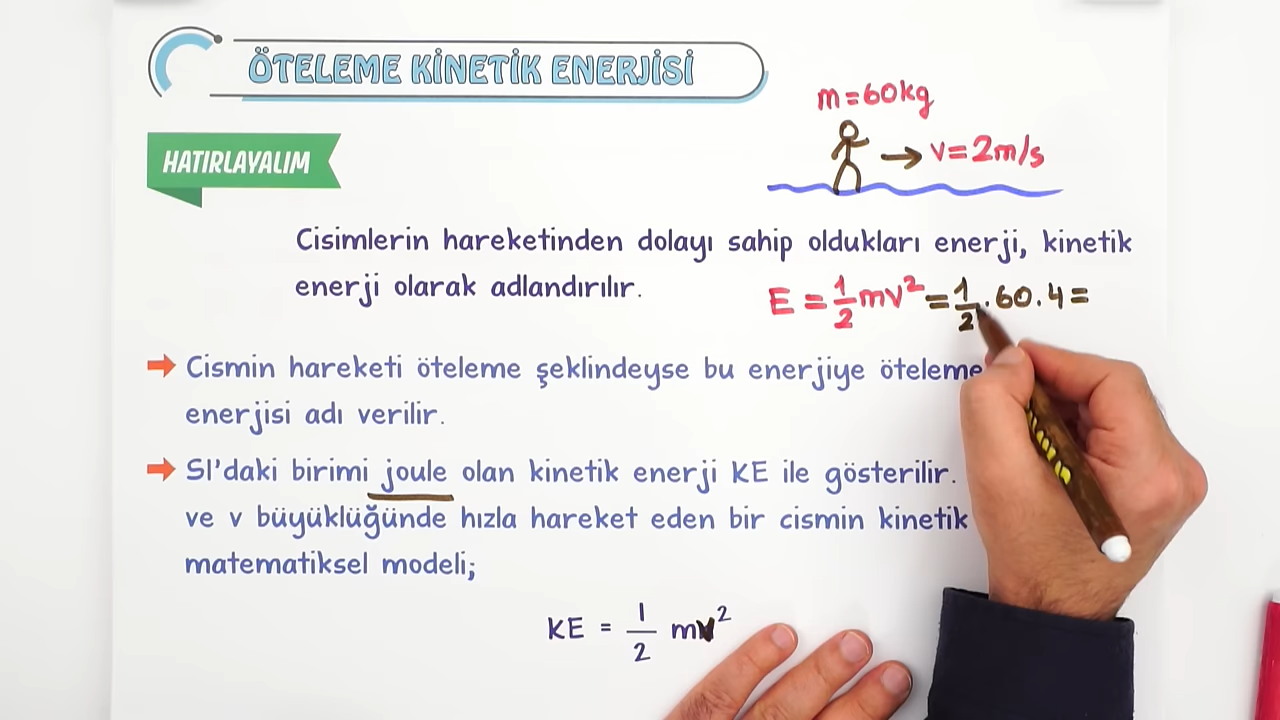 ÖTELEME KİNETİK ENERJİSİ
m=60kg
v=2m/s
HATIRLAYALIM
Cisimlerin hareketinden dolayı sahip oldukları enerji, kinetik
enerji olarak adlandırılır.
E = 1/2 mv² = 1/2 . 60 . 4 =
Cismin hareketi öteleme şeklindeyse bu enerjiye öteleme
enerjisi adı verilir.
SI'daki birimi joule olan kinetik enerji KE ile gösterilir.
ve v büyüklüğünde hızla hareket eden bir cismin kinetik
matematiksel modeli;
KE = 1/2 mv²